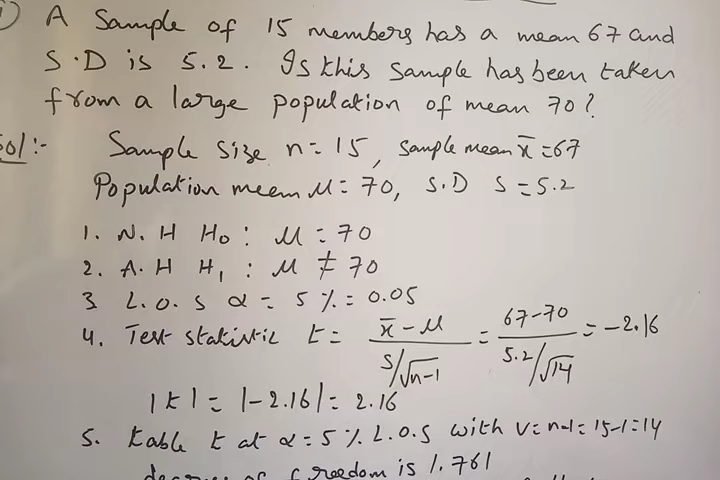 1) A Sample of 15 members has a mean 67 and
S.D is 5.2. Is this Sample has been taken
from a large population of mean 70?
Sol:- Sample Size n = 15, sample mean x̄ = 67
Population mean μ = 70, S.D S = 5.2
1. N.H H₀ : μ = 70
2. A.H H₁ : μ ≠ 70
3 L.O.S α = 5 % = 0.05
4. Test statistic t = (x̄ - μ) / (S/√n-1) = (67-70) / (5.2/√14) = -2.16
|t| = |-2.16| = 2.16
5. table t at α = 5 % L.O.S with ν = n-1 = 15-1 = 14
degrees of freedom is 1.761